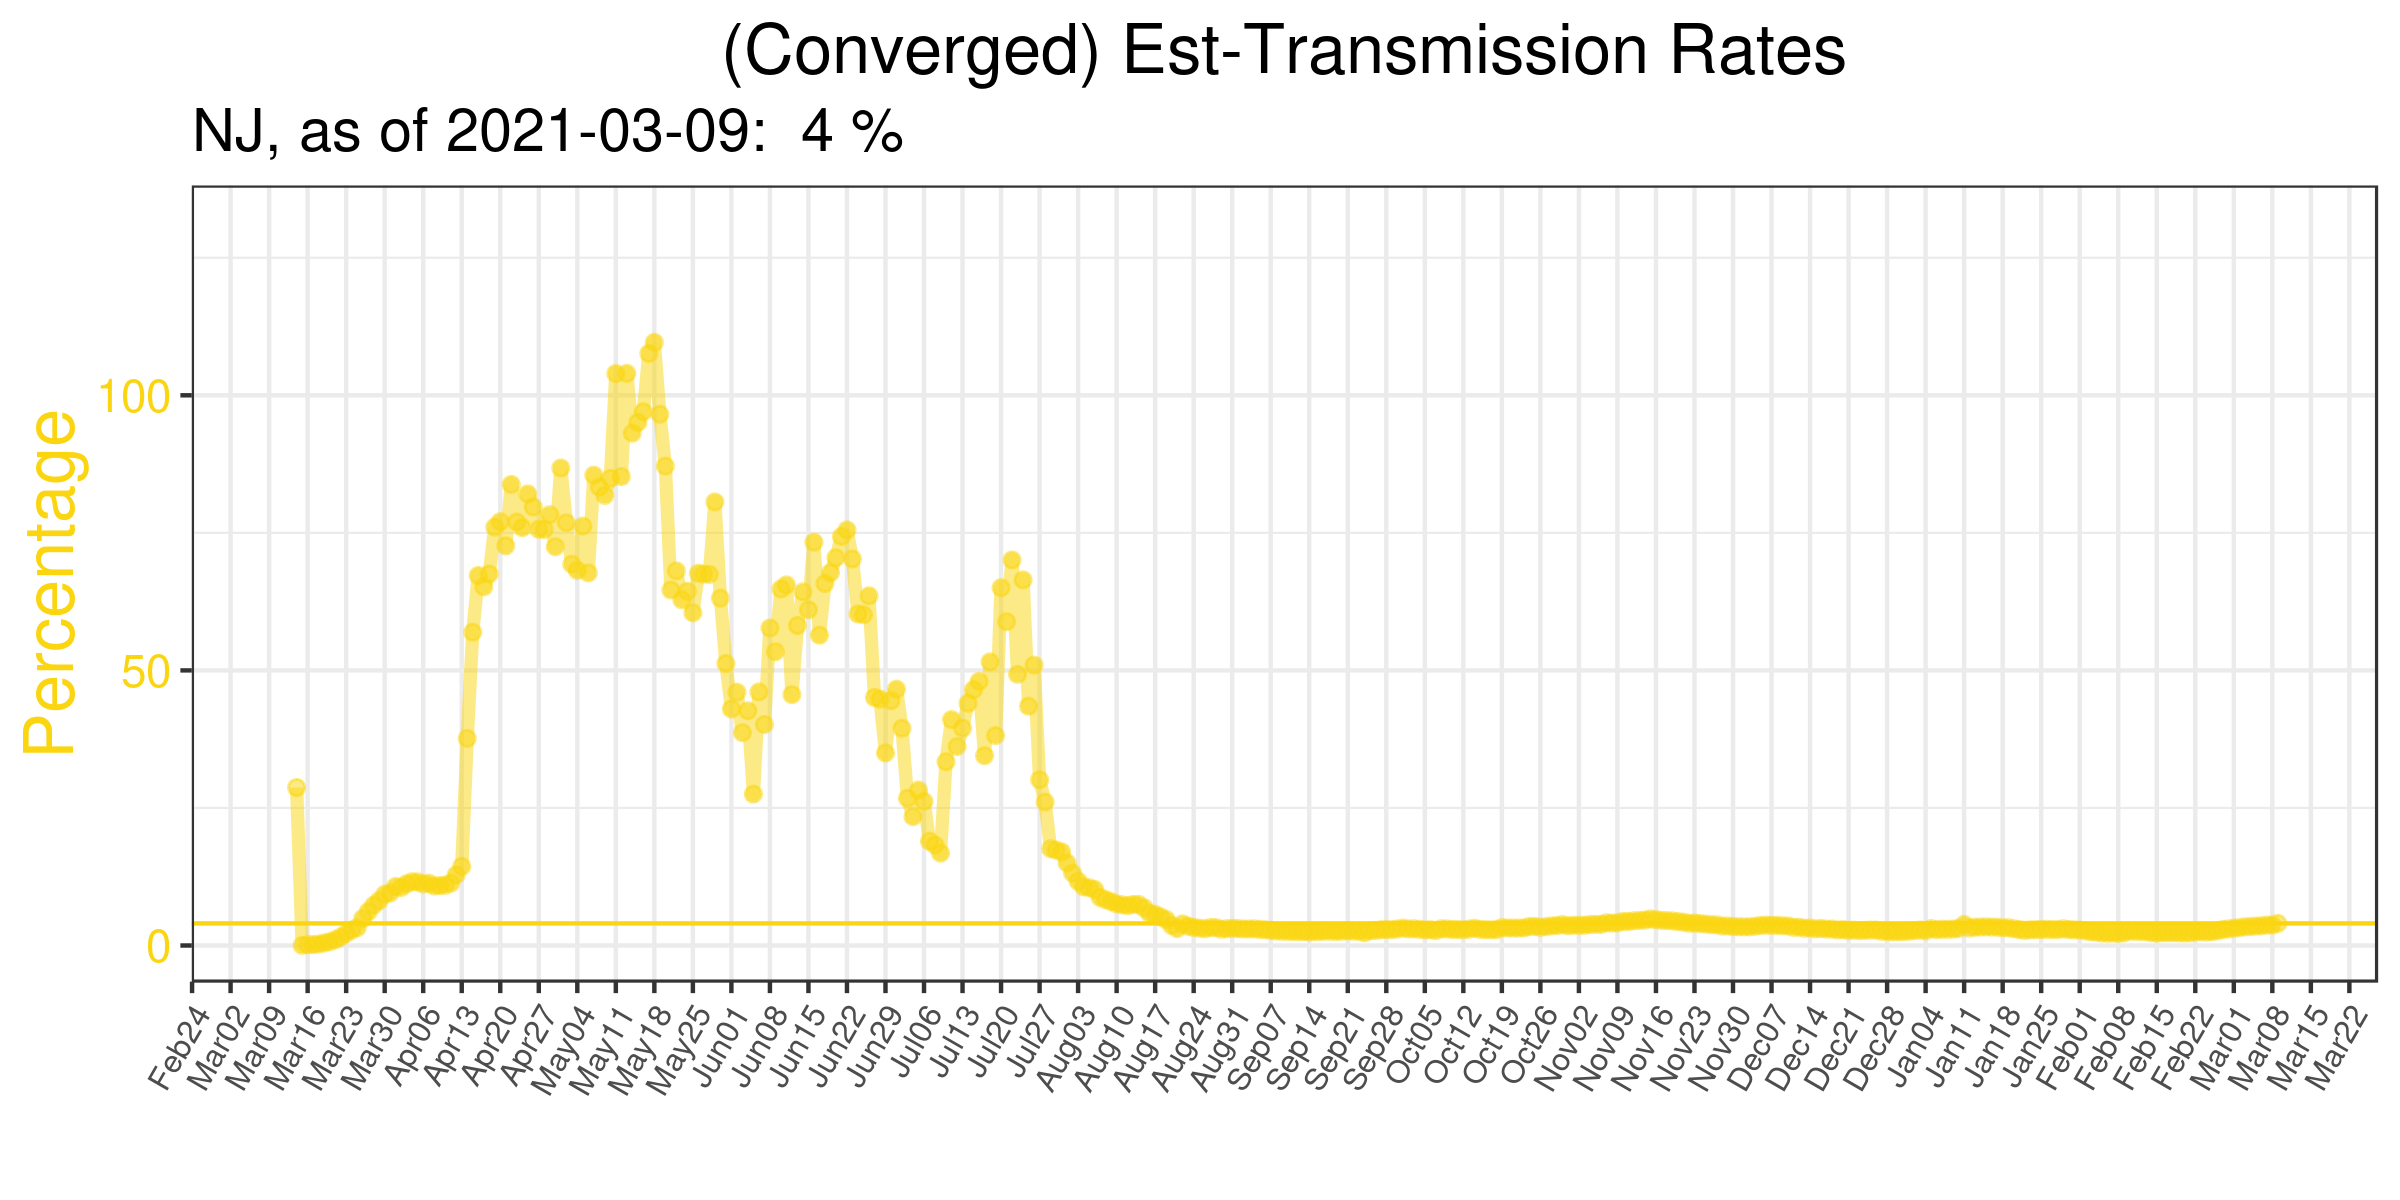 (Converged) Est-Transmission Rates
NJ, as of 2021-03-09:  4 %
Percentage
100
50
0
Feb24
Mar02
Mar09
Mar16
Mar23
Mar30
Apr06
Apr13
Apr20
Apr27
May04
May11
May18
May25
Jun01
Jun08
Jun15
Jun22
Jun29
Jul06
Jul13
Jul20
Jul27
Aug03
Aug10
Aug17
Aug24
Aug31
Sep07
Sep14
Sep21
Sep28
Oct05
Oct12
Oct19
Oct26
Nov02
Nov09
Nov16
Nov23
Nov30
Dec07
Dec14
Dec21
Dec28
Jan04
Jan11
Jan18
Jan25
Feb01
Feb08
Feb15
Feb22
Mar01
Mar08
Mar15
Mar22